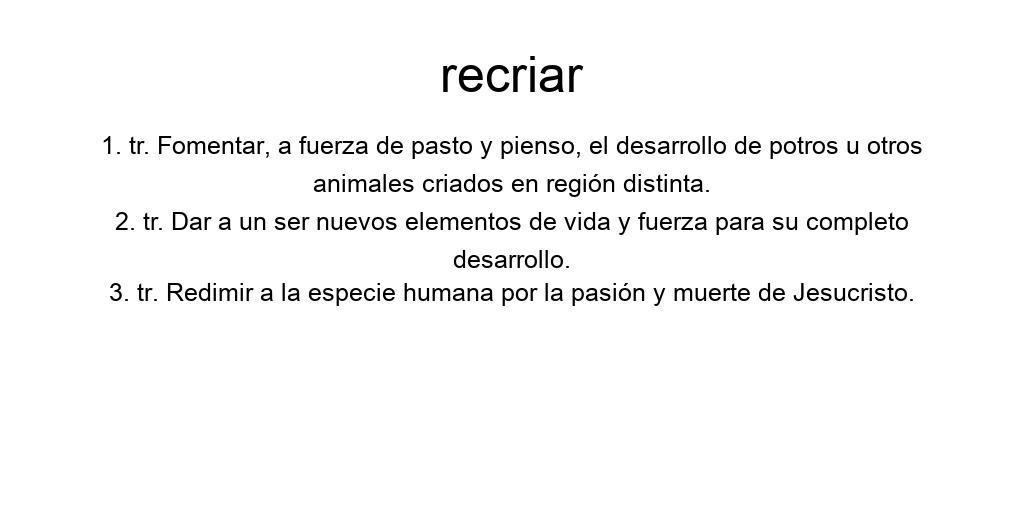 recriar
1. tr. Fomentar, a fuerza de pasto y pienso, el desarrollo de potros u otros
animales criados en región distinta.
2. tr. Dar a un ser nuevos elementos de vida y fuerza para su completo
desarrollo.
3. tr. Redimir a la especie humana por la pasión y muerte de Jesucristo.